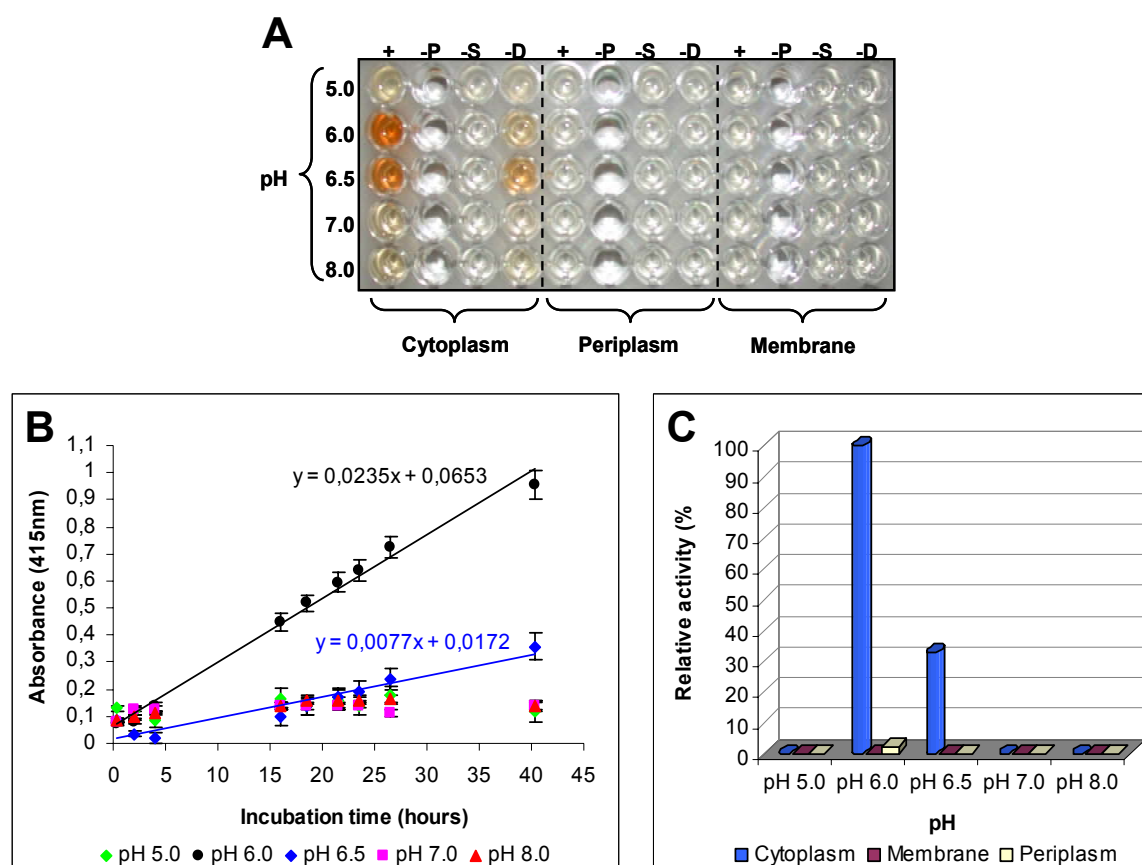 A
+ -P -S -D + -P -S -D + -P -S -D
5.0
6.0
pH
6.5
7.0
8.0
Cytoplasm Periplasm Membrane
B
1,1
1
0,9
0,8
0,7
0,6
0,5
0,4
0,3
0,2
0,1
0
Absorbance (415nm)
y = 0,0235x + 0,0653
y = 0,0077x + 0,0172
0 5 10 15 20 25 30 35 40 45
Incubation time (hours)
pH 5.0 pH 6.0 pH 6.5 pH 7.0 pH 8.0
C
100
90
80
70
60
50
40
30
20
10
0
Relative activity (%
pH 5.0 pH 6.0 pH 6.5 pH 7.0 pH 8.0
pH
Cytoplasm Membrane Periplasm